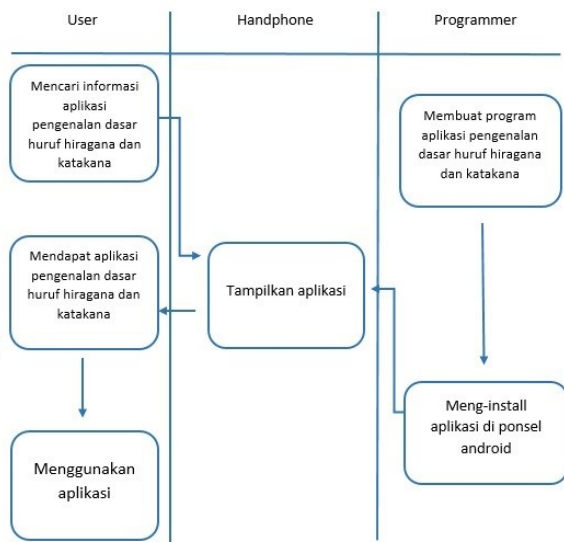 User
Handphone
Programmer
Mencari informasi
aplikasi
pengenalan dasar
huruf hiragana dan
katakana
Membuat program
aplikasi pengenalan
dasar huruf hiragana
dan katakana
Mendapat aplikasi
pengenalan dasar
huruf hiragana dan
katakana
Tampilkan aplikasi
Meng-install
aplikasi di ponsel
android
Menggunakan
aplikasi